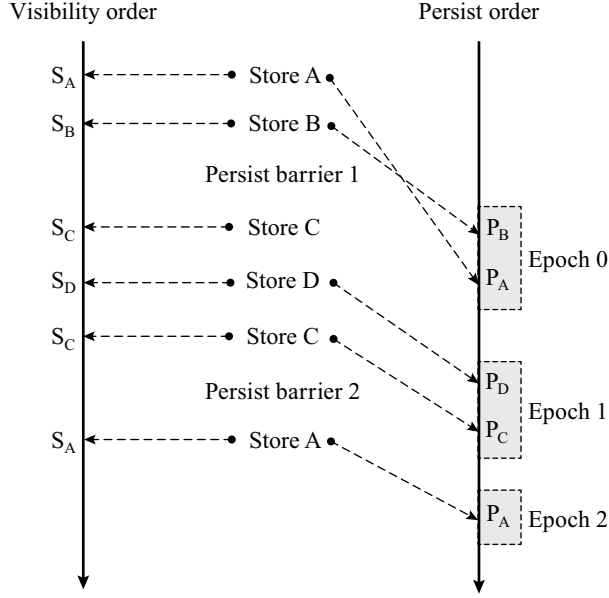 Visibility order Persist order
S_A Store A
S_B Store B
Persist barrier 1
S_C Store C P_B
Epoch 0
S_D Store D P_A
S_C Store C
Persist barrier 2 P_D
Epoch 1
S_A Store A P_C
P_A Epoch 2